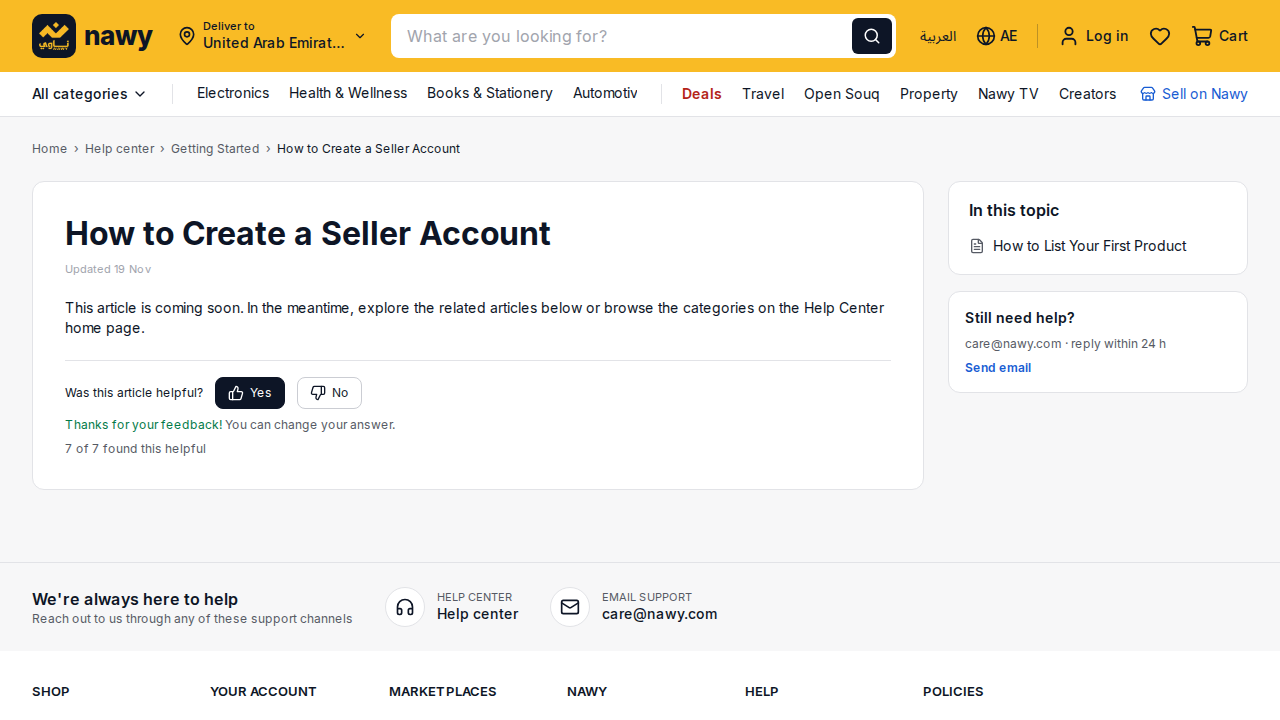 نـاوي
NAWY
nawy
Deliver to
United Arab Emirat...
What are you looking for?
العربية
AE
Log in
Cart
All categories
Electronics
Health & Wellness
Books & Stationery
Automotiv
Deals
Travel
Open Souq
Property
Nawy TV
Creators
Sell on Nawy
Home › Help center › Getting Started › How to Create a Seller Account
How to Create a Seller Account
Updated 19 Nov
This article is coming soon. In the meantime, explore the related articles below or browse the categories on the Help Center
home page.
Was this article helpful?
Yes
No
Thanks for your feedback! You can change your answer.
7 of 7 found this helpful
In this topic
How to List Your First Product
Still need help?
care@nawy.com · reply within 24 h
Send email
We're always here to help
Reach out to us through any of these support channels
HELP CENTER
Help center
EMAIL SUPPORT
care@nawy.com
SHOP
YOUR ACCOUNT
MARKETPLACES
NAWY
HELP
POLICIES